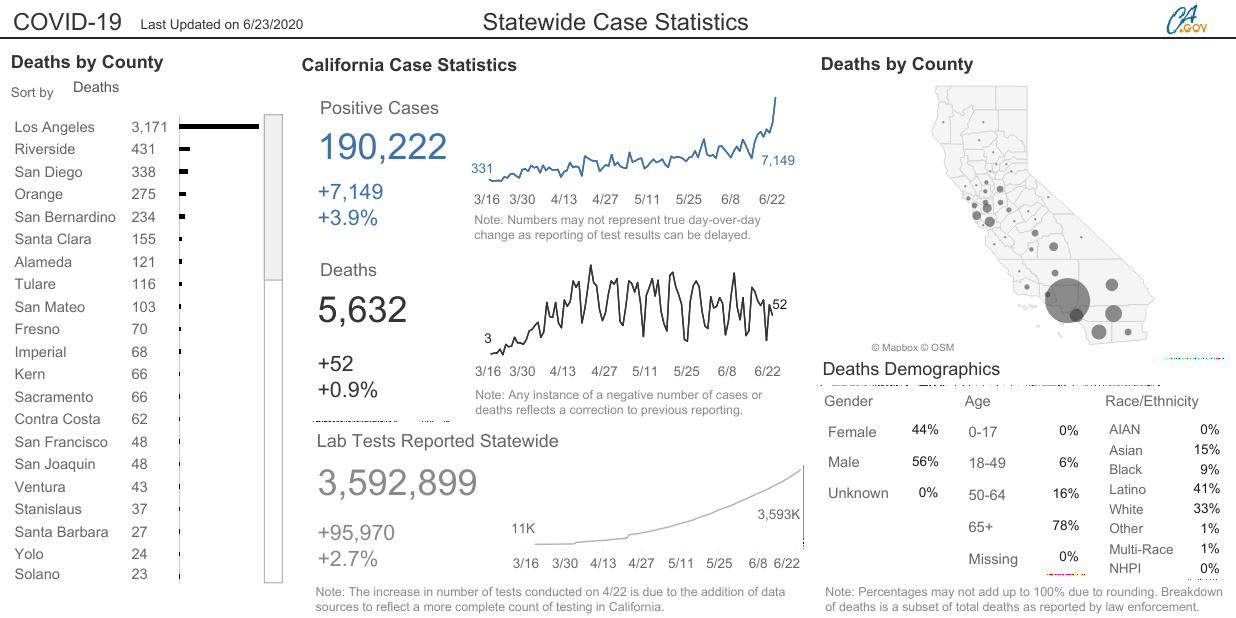 COVID-19 Last Updated on 6/23/2020 Statewide Case Statistics CA .GOV
Deaths by County
Sort by Deaths
Los Angeles 3,171
Riverside 431
San Diego 338
Orange 275
San Bernardino 234
Santa Clara 155
Alameda 121
Tulare 116
San Mateo 103
Fresno 70
Imperial 68
Kern 66
Sacramento 66
Contra Costa 62
San Francisco 48
San Joaquin 48
Ventura 43
Stanislaus 37
Santa Barbara 27
Yolo 24
Solano 23
California Case Statistics
Positive Cases
190,222
+7,149
+3.9%
331
7,149
3/16 3/30 4/13 4/27 5/11 5/25 6/8 6/22
Note: Numbers may not represent true day-over-day
change as reporting of test results can be delayed.
Deaths
5,632
+52
+0.9%
3
52
3/16 3/30 4/13 4/27 5/11 5/25 6/8 6/22
Note: Any instance of a negative number of cases or
deaths reflects a correction to previous reporting.
Lab Tests Reported Statewide
3,592,899
+95,970
+2.7%
11K
3,593K
3/16 3/30 4/13 4/27 5/11 5/25 6/8 6/22
Note: The increase in number of tests conducted on 4/22 is due to the addition of data
sources to reflect a more complete count of testing in California.
Deaths by County
© Mapbox © OSM
Deaths Demographics
Gender
Female 44%
Male 56%
Unknown 0%
Age
0-17 0%
18-49 6%
50-64 16%
65+ 78%
Missing 0%
Race/Ethnicity
AIAN 0%
Asian 15%
Black 9%
Latino 41%
White 33%
Other 1%
Multi-Race 1%
NHPI 0%
Note: Percentages may not add up to 100% due to rounding. Breakdown
of deaths is a subset of total deaths as reported by law enforcement.